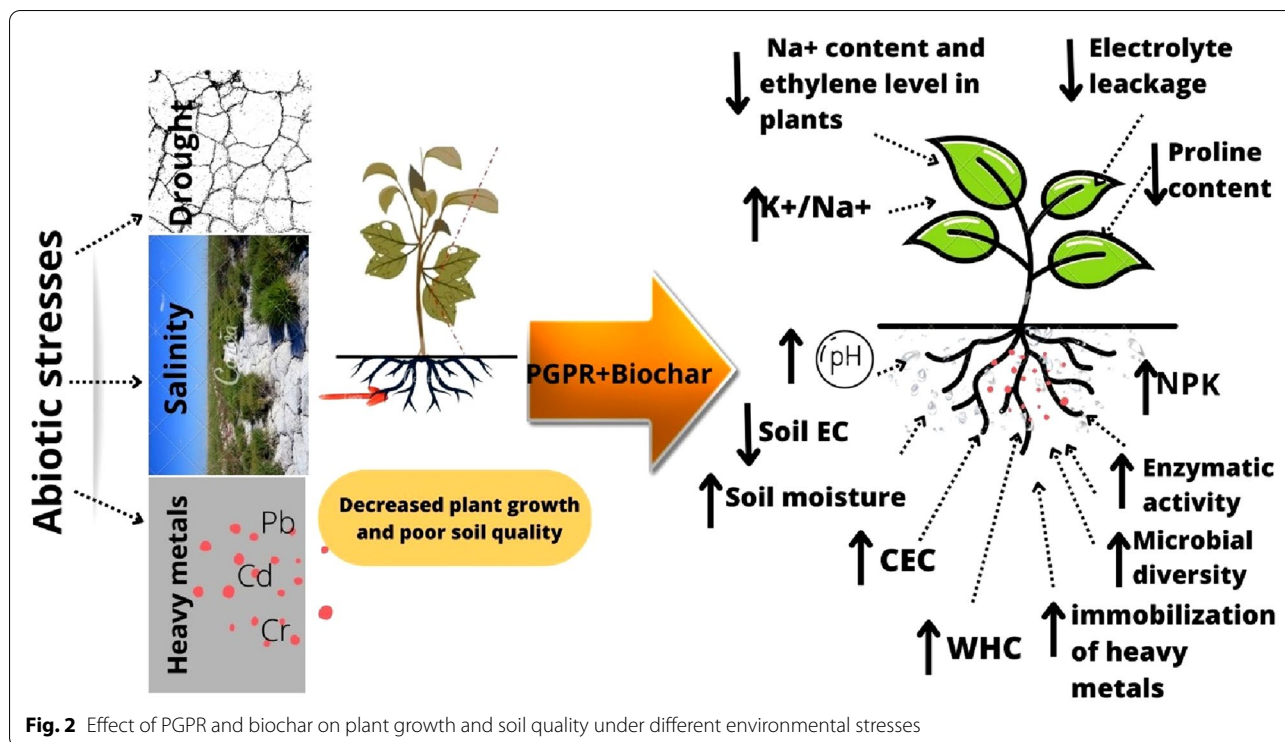 Abiotic stresses
Drought
Salinity
Heavy metals
Pb
Cd
Cr
Canva
Decreased plant growth
and poor soil quality
PGPR+Biochar
Na+ content and
ethylene level in
plants
Electrolyte
leackage
Proline
content
K+/Na+
pH
Soil EC
Soil moisture
CEC
WHC
NPK
Enzymatic
activity
Microbial
diversity
immobilization
of heavy
metals
Fig. 2 Effect of PGPR and biochar on plant growth and soil quality under different environmental stresses